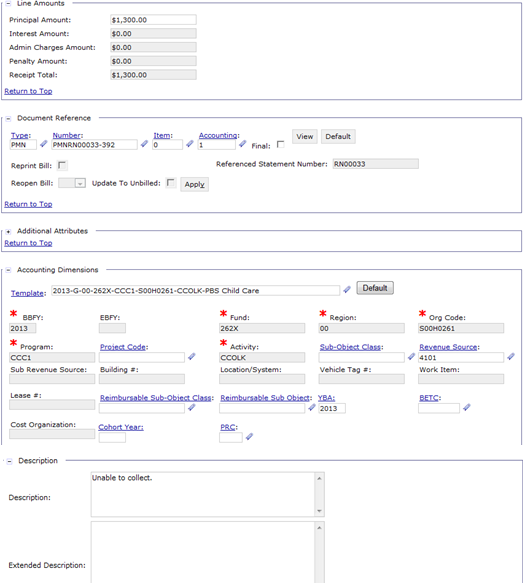 Line Amounts
Principal Amount: $1,300.00
Interest Amount: $0.00
Admin Charges Amount: $0.00
Penalty Amount: $0.00
Receipt Total: $1,300.00
Return to Top
Document Reference
Type: Number: Item: Accounting:
PMN PMNRN00033-392 0 1 Final: View Default
Reprint Bill: Referenced Statement Number: RN00033
Reopen Bill: Update To Unbilled: Apply
Return to Top
Additional Attributes
Return to Top
Accounting Dimensions
Template: 2013-G-00-262X-CCC1-S00H0261-CCOLK-PBS Child Care Default
* BBFY: EBFY: * Fund: * Region: * Org Code:
2013 262X 00 S00H0261
* Program: Project Code: * Activity: Sub-Object Class: Revenue Source:
CCC1 CCOLK 4101
Sub Revenue Source: Building #: Location/System: Vehicle Tag #: Work Item:
Lease #: Reimbursable Sub-Object Class: Reimbursable Sub Object: YBA: BETC:
2013
Cost Organization: Cohort Year: PRC:
Description
Description: Unable to collect.
Extended Description: